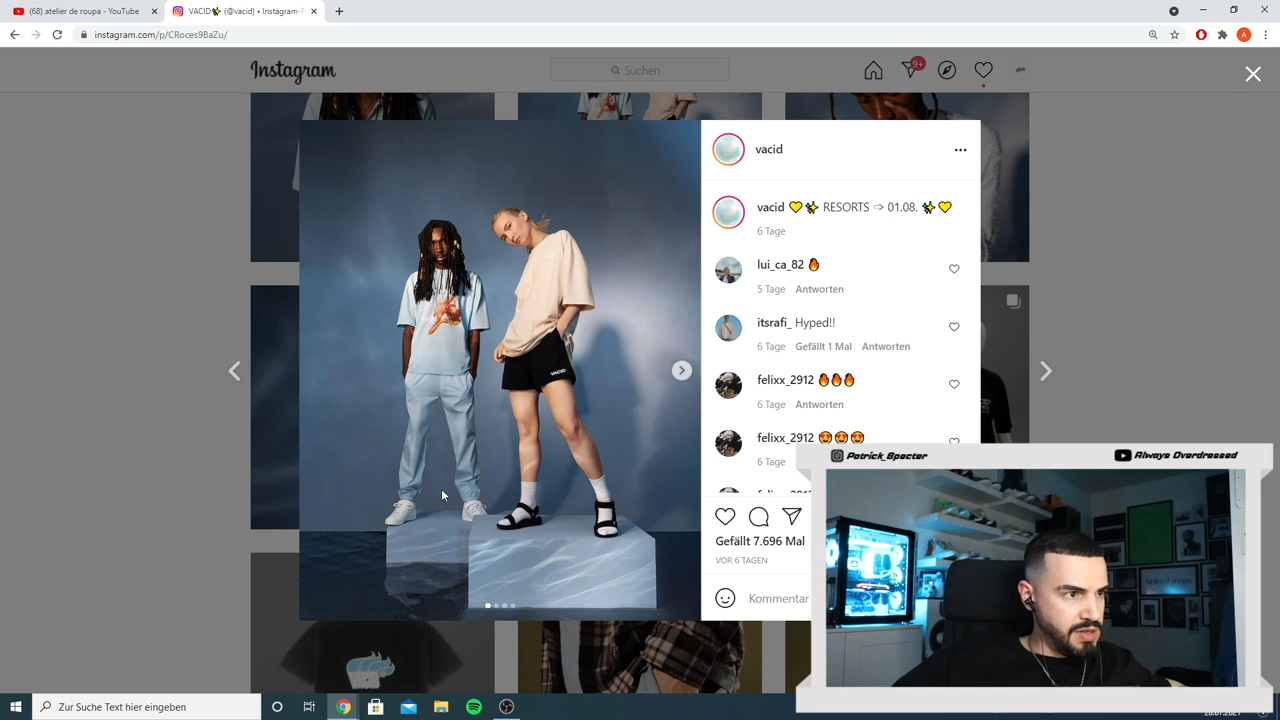 (68) atelier de roupa - YouTube
VACID✨ (@vacid) • Instagram-F
instagram.com/p/CRoces9BaZu/
A
Instagram
Suchen
9+
vacid
vacid 💛✨ RESORTS ➩ 01.08. ✨💛
6 Tage
lui_ca_82 🔥
5 Tage Antworten
itsrafi_ Hyped!!
6 Tage Gefällt 1 Mal Antworten
felixx_2912 🔥🔥🔥
6 Tage Antworten
felixx_2912 😍😍😍
6 Tage
VACID
Gefällt 7.696 Mal
VOR 6 TAGEN
Kommentar
Patrick_Specter
Always Overdressed
Zur Suche Text hier eingeben